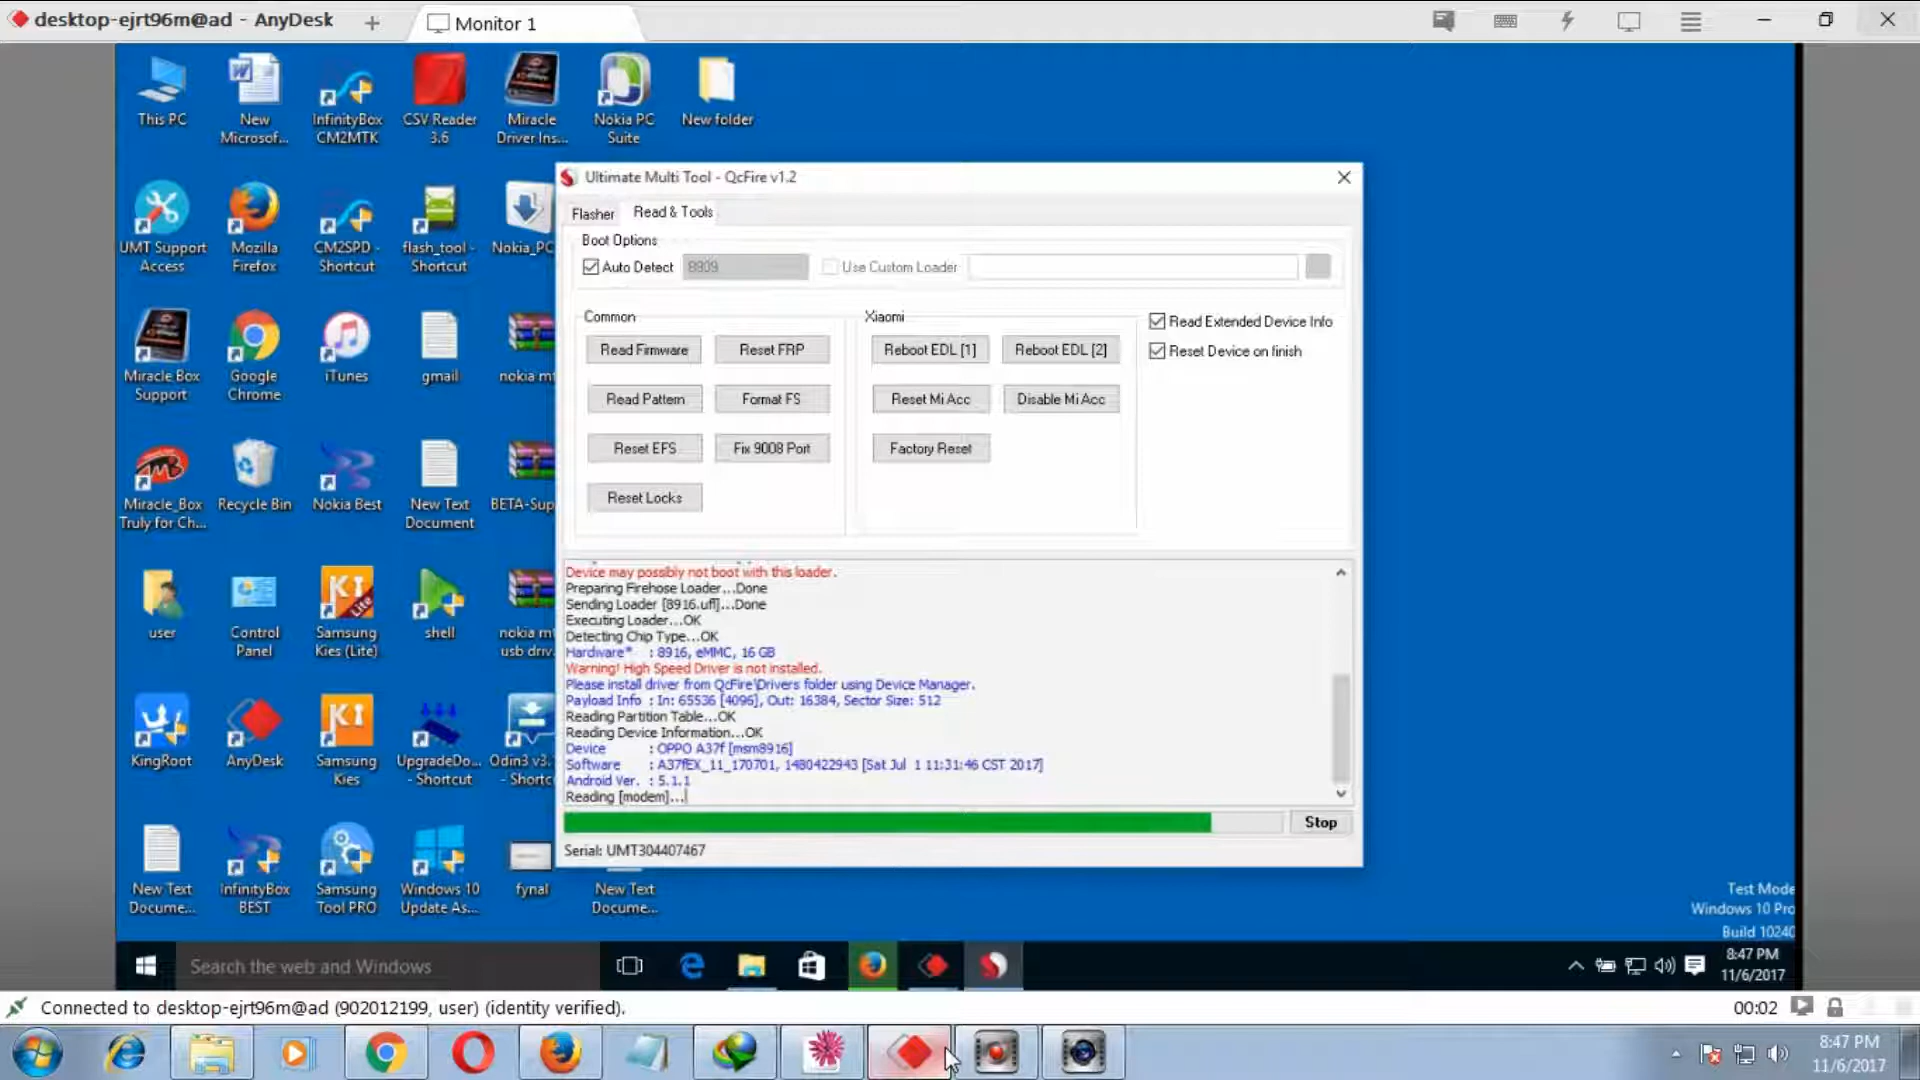 desktop-ejrt96m@ad - AnyDesk
Monitor 1
This PC
New Microsof...
InfinityBox CM2MTK
CSV Reader 3.6
Miracle Driver Ins...
Nokia PC Suite
New folder
UMT Support Access
Mozilla Firefox
CM2SPD - Shortcut
flash_tool - Shortcut
Nokia_PC
Miracle Box Support
Google Chrome
iTunes
gmail
nokia mt
Miracle_Box Truly for Ch...
Recycle Bin
Nokia Best
New Text Document
BETA-Sup
user
Control Panel
Samsung Kies (Lite)
shell
nokia mt usb driv.
KingRoot
AnyDesk
Samsung Kies
UpgradeDo... - Shortcut
Odin3 v3. - Shortc
New Text Docume...
InfinityBox BEST
Samsung Tool PRO
Windows 10 Update As...
fynal
New Text Docume...
Ultimate Multi Tool - QcFire v1.2
Flasher
Read & Tools
Boot Options
Auto Detect
8909
Use Custom Loader
Common
Read Firmware
Reset FRP
Read Pattern
Format FS
Reset EFS
Fix 9008 Port
Reset Locks
Xiaomi
Reboot EDL [1]
Reboot EDL [2]
Reset Mi Acc
Disable Mi Acc
Factory Reset
Read Extended Device Info
Reset Device on finish
Device may possibly not boot with this loader.
Preparing Firehose Loader...Done
Sending Loader [8916.ufl]...Done
Executing Loader...OK
Detecting Chip Type...OK
Hardware* : 8916, eMMC, 16 GB
Warning! High Speed Driver is not installed.
Please install driver from QcFire\Drivers folder using Device Manager.
Payload Info : In: 65536 [4096], Out: 16384, Sector Size: 512
Reading Partition Table...OK
Reading Device Information...OK
Device : OPPO A37f [msm8916]
Software : A37fEX_11_170701, 1480422943 [Sat Jul 1 11:31:46 CST 2017]
Android Ver. : 5.1.1
Reading [modem]...
Stop
Serial: UMT304407467
Test Mode
Windows 10 Pro
Build 10240
Search the web and Windows
8:47 PM
11/6/2017
Connected to desktop-ejrt96m@ad (902012199, user) (identity verified).
00:02
8:47 PM
11/6/2017